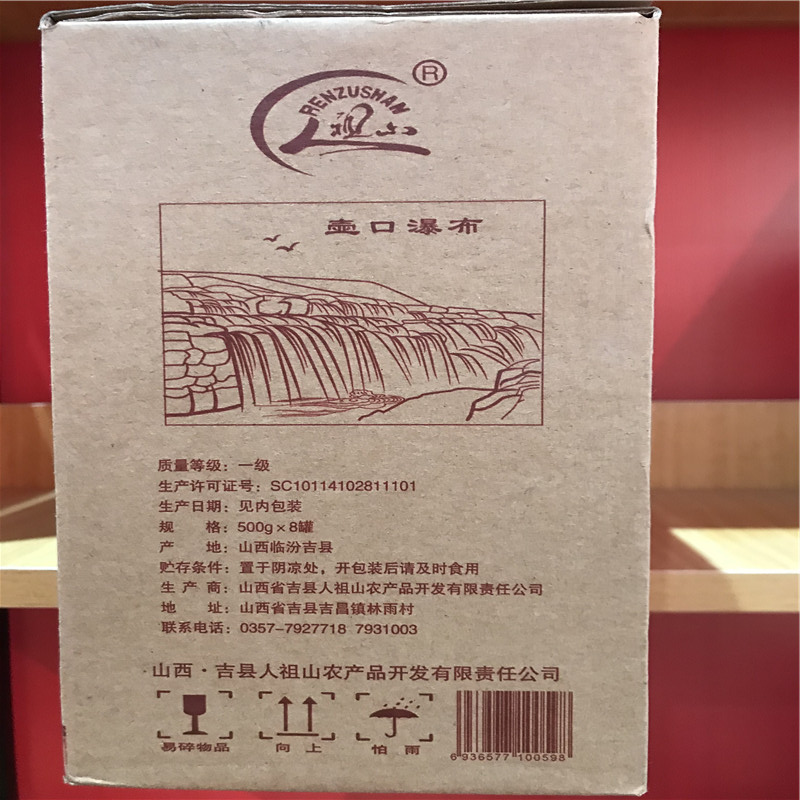 RENZUSHAN ®
人祖山
壶口瀑布
质量等级：一级
生产许可证号：SC10114102811101
生产日期：见内包装
规　　格：500g×8罐
产　　地：山西临汾吉县
贮存条件：置于阴凉处，开包装后请及时食用
生 产 商：山西省吉县人祖山农产品开发有限责任公司
地　　址：山西省吉县吉昌镇林雨村
联系电话：0357-7927718 7931003
山西·吉县人祖山农产品开发有限责任公司
易碎物品 向上 怕雨
6 936577 100598